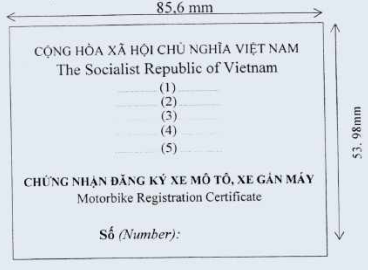 85,6 mm
CỘNG HÒA XÃ HỘI CHỦ NGHĨA VIỆT NAM
The Socialist Republic of Vietnam
(1)
(2)
(3)
(4)
(5)
CHỨNG NHẬN ĐĂNG KÝ XE MÔ TÔ, XE GẮN MÁY
Motorbike Registration Certificate
Số (Number):
53. 98mm